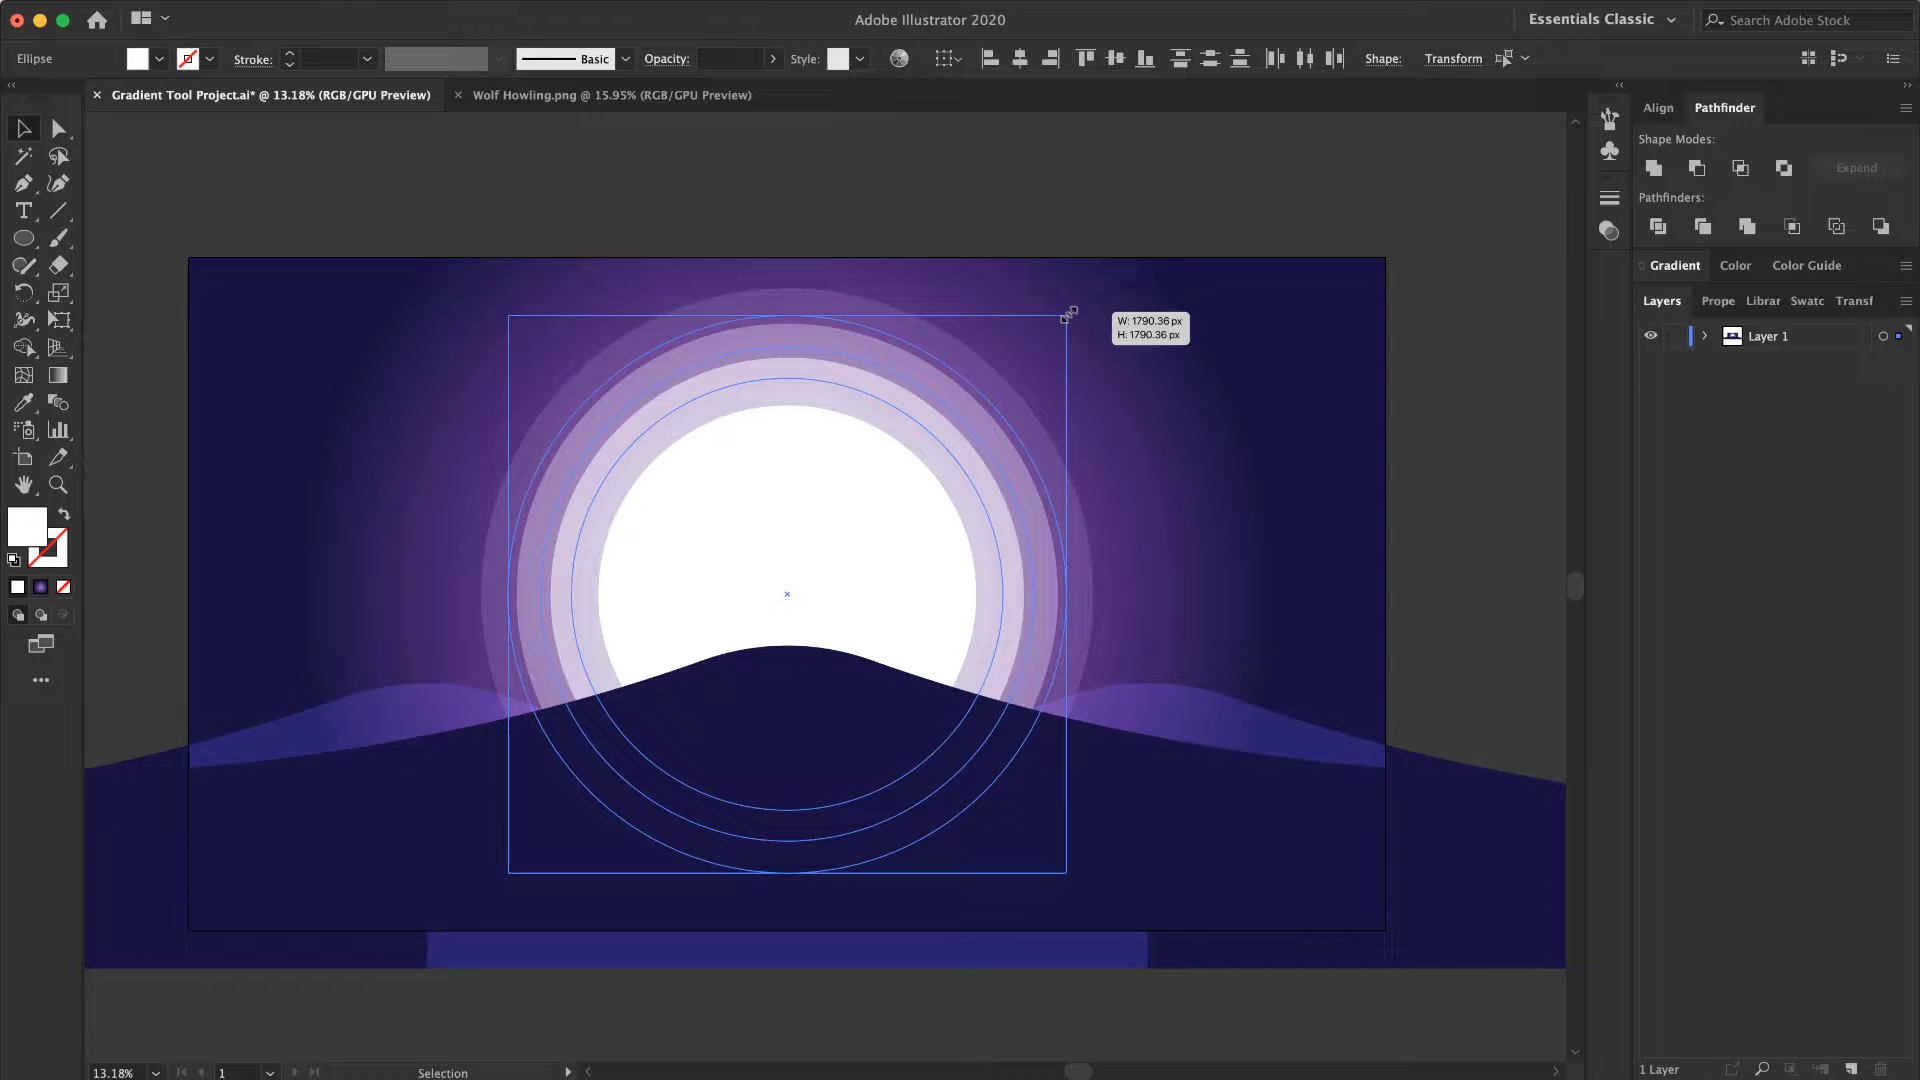 Adobe Illustrator 2020
Essentials Classic
Search Adobe Stock
Ellipse
Stroke:
Basic
Opacity:
Style:
Shape:
Transform
Gradient Tool Project.ai* @ 13.18% (RGB/GPU Preview)
Wolf Howling.png @ 15.95% (RGB/GPU Preview)
Align
Pathfinder
Shape Modes:
Expand
Pathfinders:
Gradient
Color
Color Guide
Layers
Prope
Librar
Swatc
Transf
W: 1790.36 px
H: 1790.36 px
Layer 1
13.18%
1
Selection
1 Layer